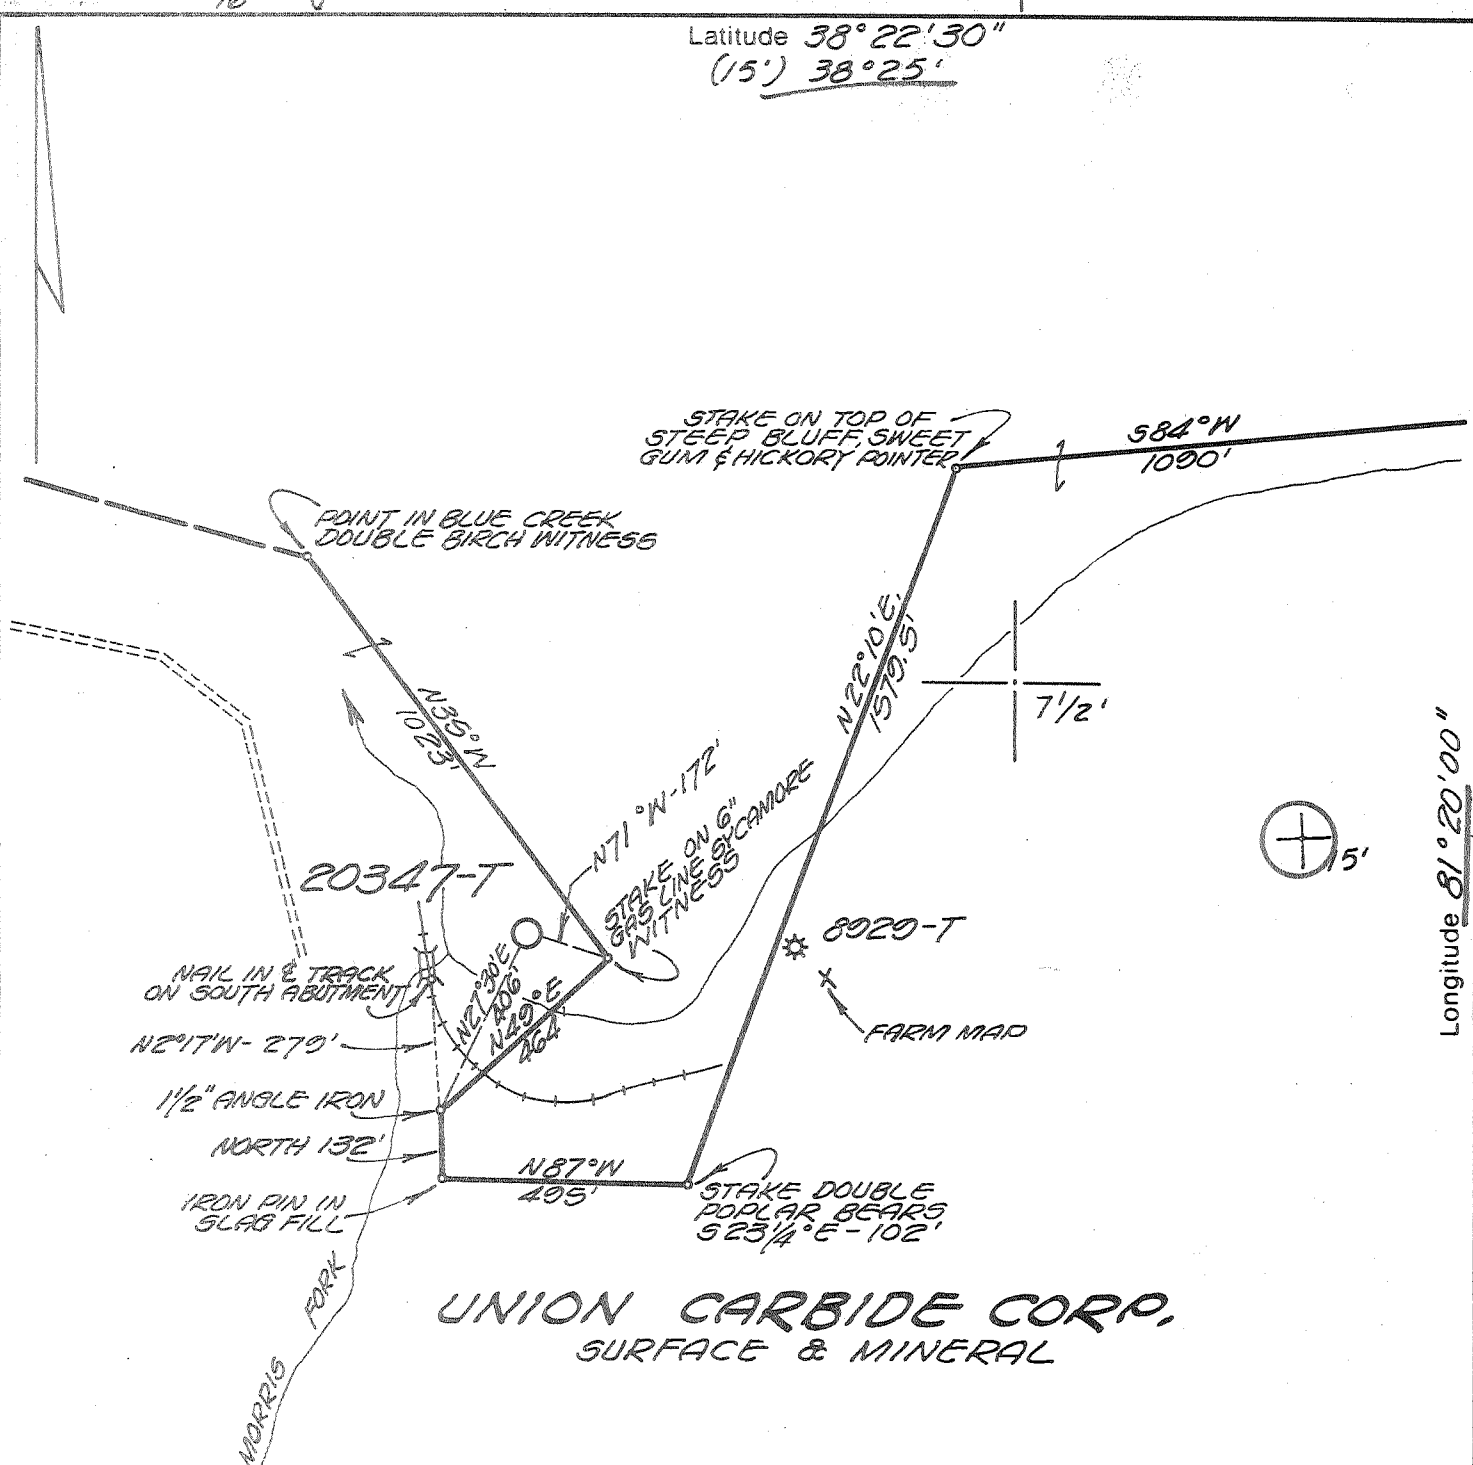 Latitude 38°22'30"
(15') 38°25'
STAKE ON TOP OF
STEEP BLUFF, SWEET
GUM & HICKORY POINTER
S84°W
1090'
POINT IN BLUE CREEK
DOUBLE BIRCH WITNESS
N22°10'E,
1579.5'
7 1/2'
N35°W
1023'
N71°W-172'
STAKE ON 6"
GAS LINE SYCAMORE
WITNESS
Longitude 81°20'00"
15'
20347-T
8929-T
NAIL IN ℄ TRACK
ON SOUTH ABUTMENT
N27°30'E
406'
N49°E
464'
FARM MAP
N2°17'W-279'
1 1/2" ANGLE IRON
NORTH 132'
IRON PIN IN
SLAG FILL
N87°W
495'
STAKE DOUBLE
POPLAR BEARS
S23 1/4°E-102'
MORRIS FORK
UNION CARBIDE CORP.
SURFACE & MINERAL